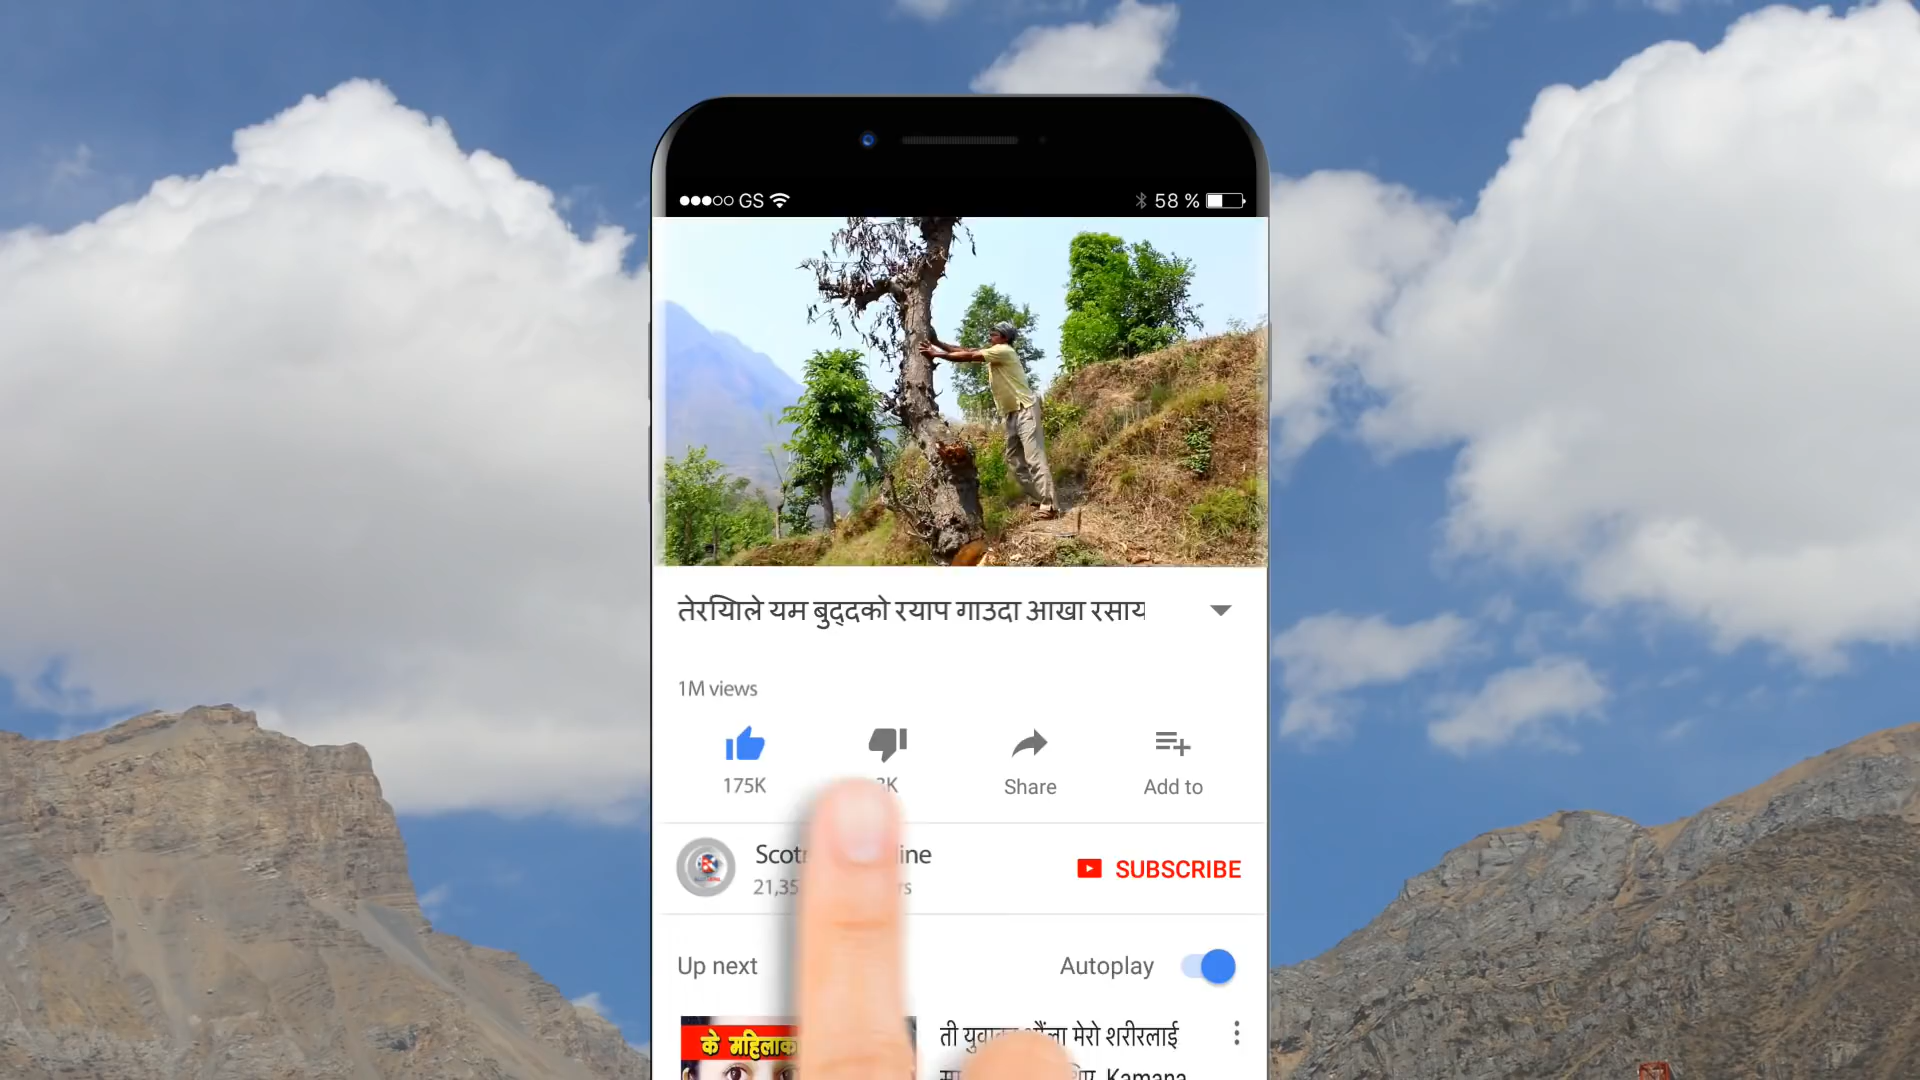 GS 58 %
तेरयािले यम बुद्दको रयाप गाउदा आखा रसाय
1M views
175K
Share
Add to
SUBSCRIBE
Up next
Autoplay
के महिलाक
ती मेरो शरीरलाई
Kamana